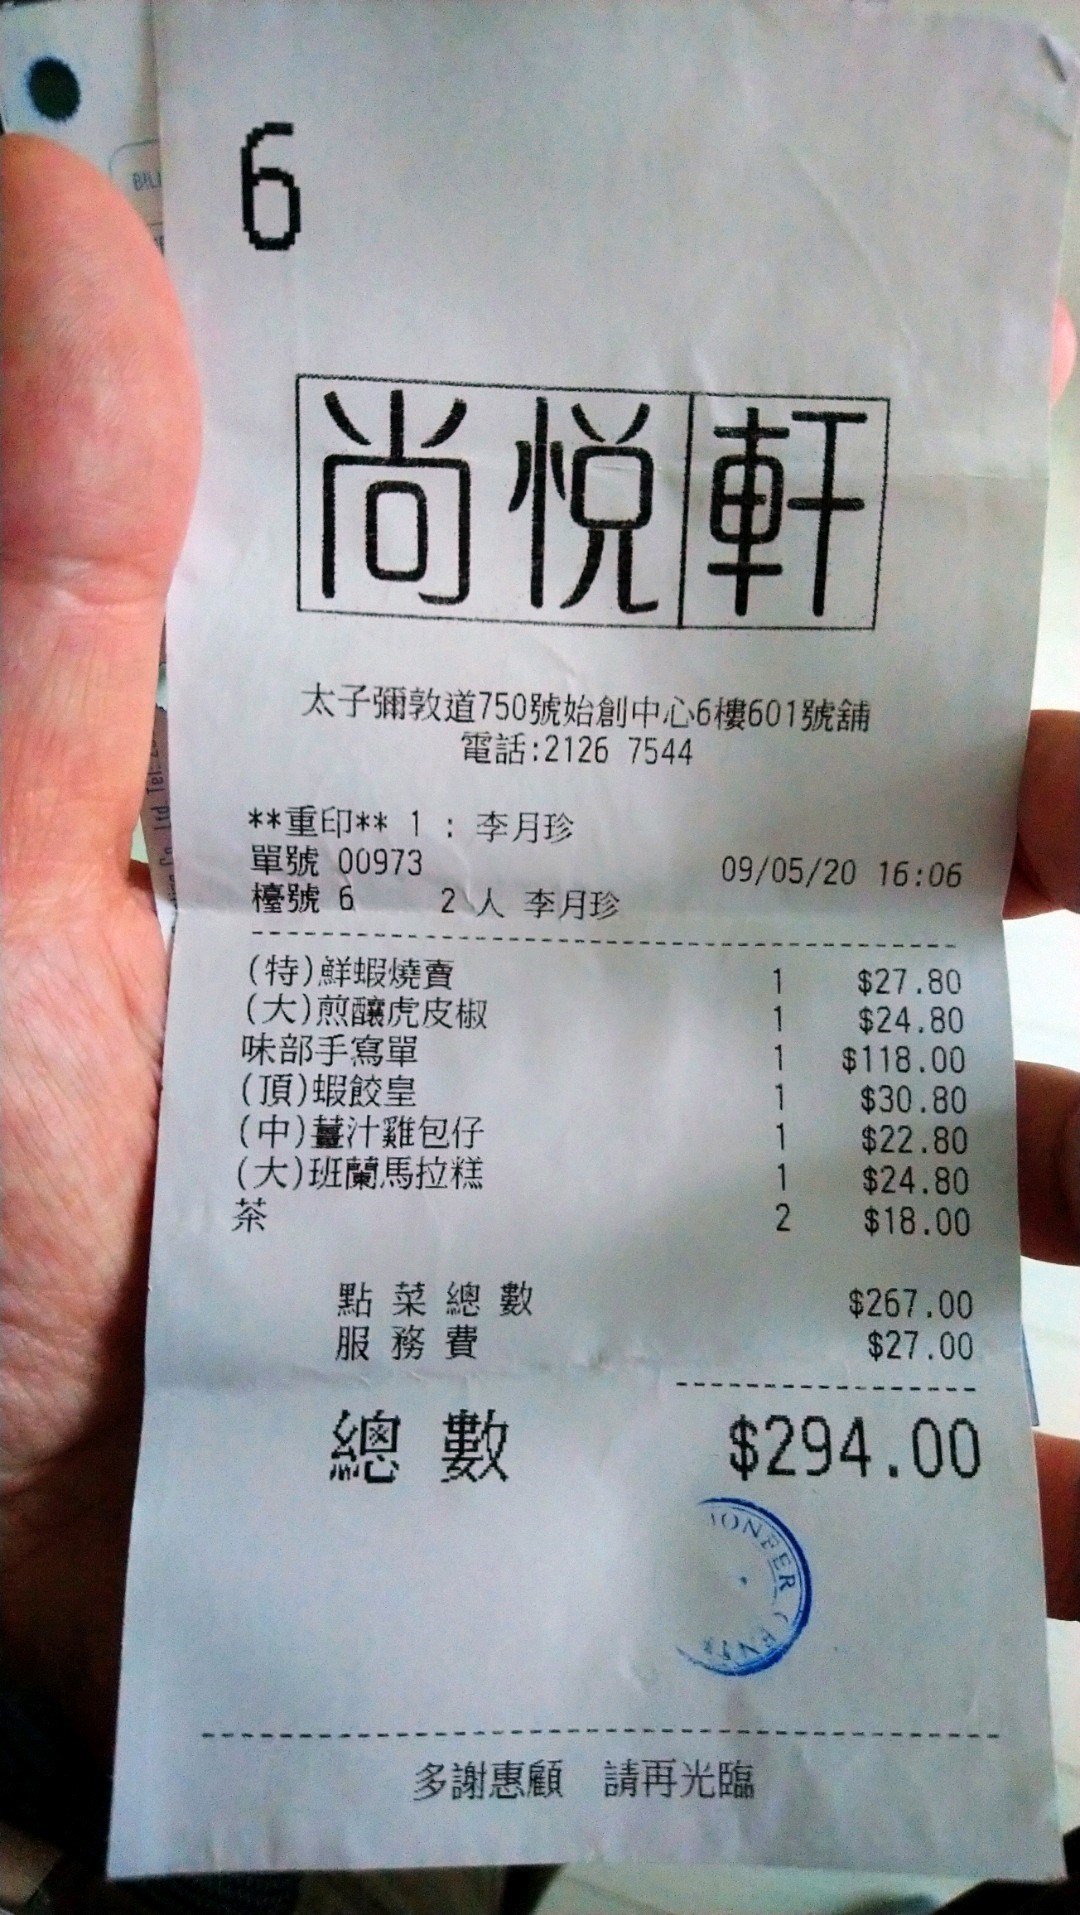 6
尚悦軒
太子彌敦道750號始創中心6樓601號舖
電話:2126 7544
**重印** 1 : 李月珍
單號 00973 09/05/20 16:06
檯號 6 2 人 李月珍
(特)鮮蝦燒賣 1 $27.80
(大)煎釀虎皮椒 1 $24.80
味部手寫單 1 $118.00
(頂)蝦餃皇 1 $30.80
(中)薑汁雞包仔 1 $22.80
(大)班蘭馬拉糕 1 $24.80
茶 2 $18.00
點菜總數 $267.00
服務費 $27.00
總數 $294.00
多謝惠顧 請再光臨